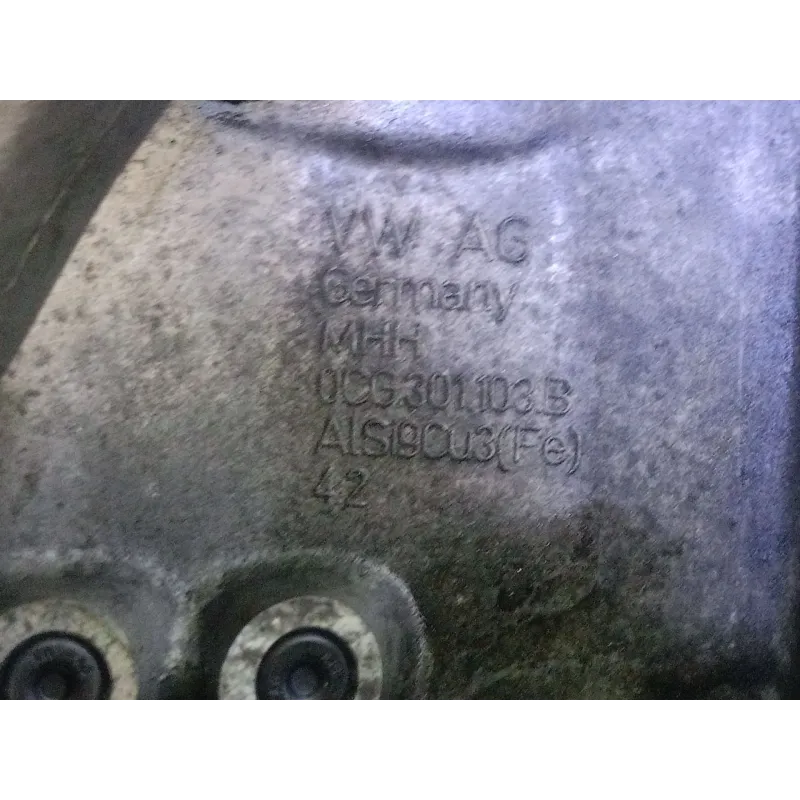 VW AG
Germany
MHH
0CG.301.103.B
AlSi9Cu3(Fe)
42